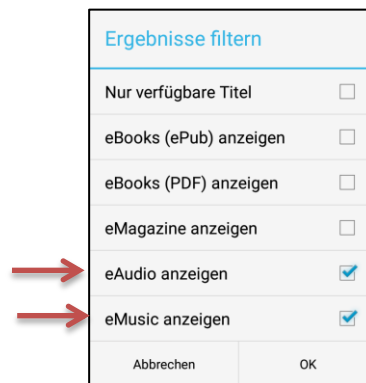 Ergebnisse filtern
Nur verfügbare Titel
eBooks (ePub) anzeigen
eBooks (PDF) anzeigen
eMagazine anzeigen
eAudio anzeigen
eMusic anzeigen
Abbrechen OK